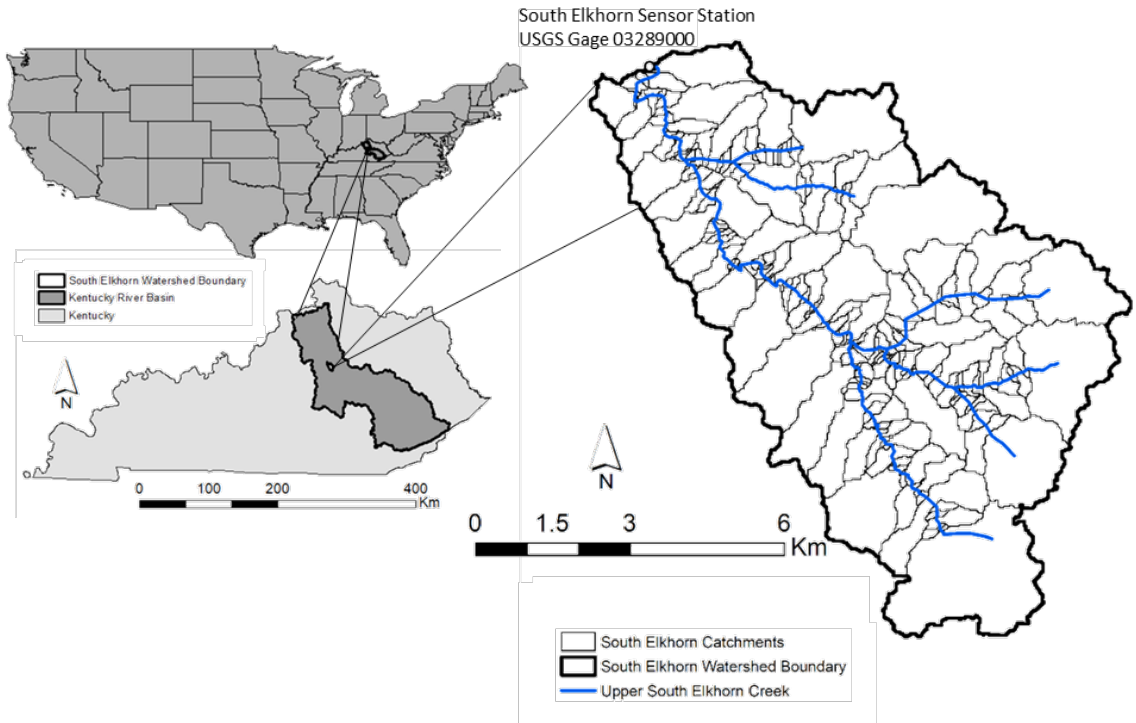 South Elkhorn Sensor Station
USGS Gage 03289000
South Elkhorn Watershed Boundary
Kentucky River Basin
Kentucky
N
0 100 200 400
Km
N
0 1.5 3 6
Km
South Elkhorn Catchments
South Elkhorn Watershed Boundary
Upper South Elkhorn Creek